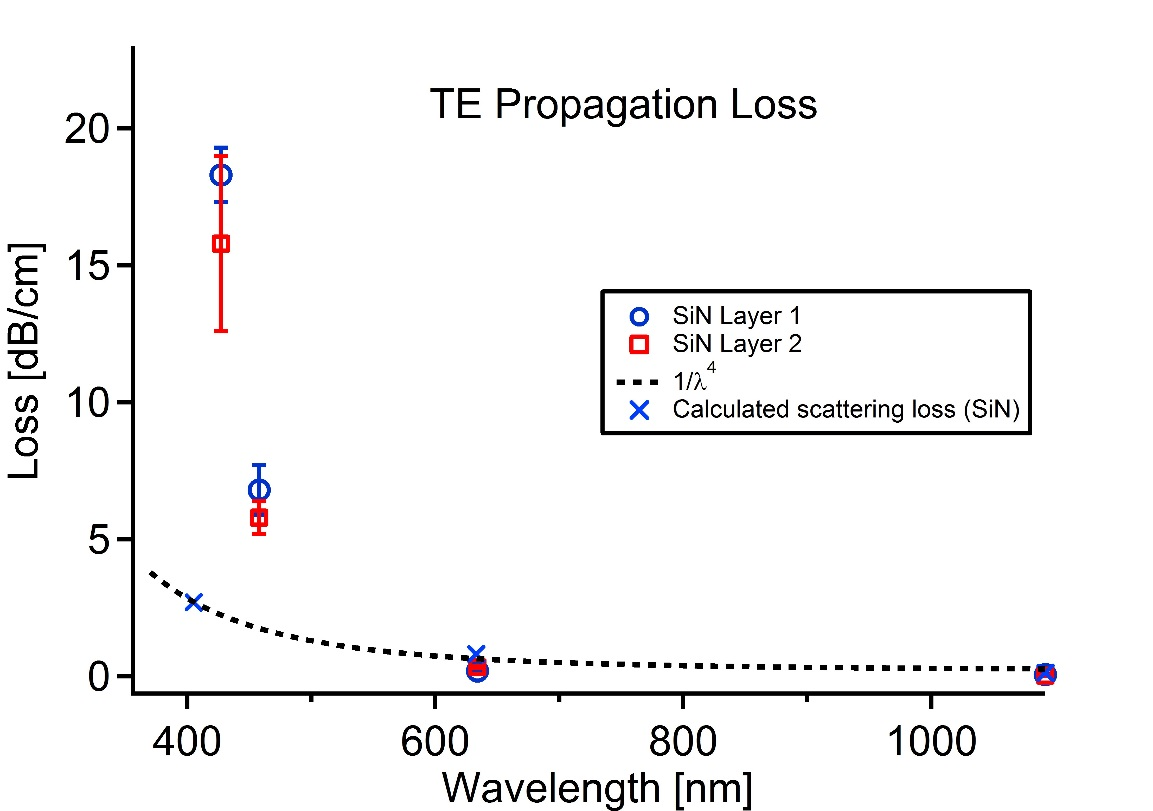 TE Propagation Loss
20
15
10
5
0
Loss [dB/cm]
SiN Layer 1
SiN Layer 2
1/λ⁴
Calculated scattering loss (SiN)
400 600 800 1000
Wavelength [nm]